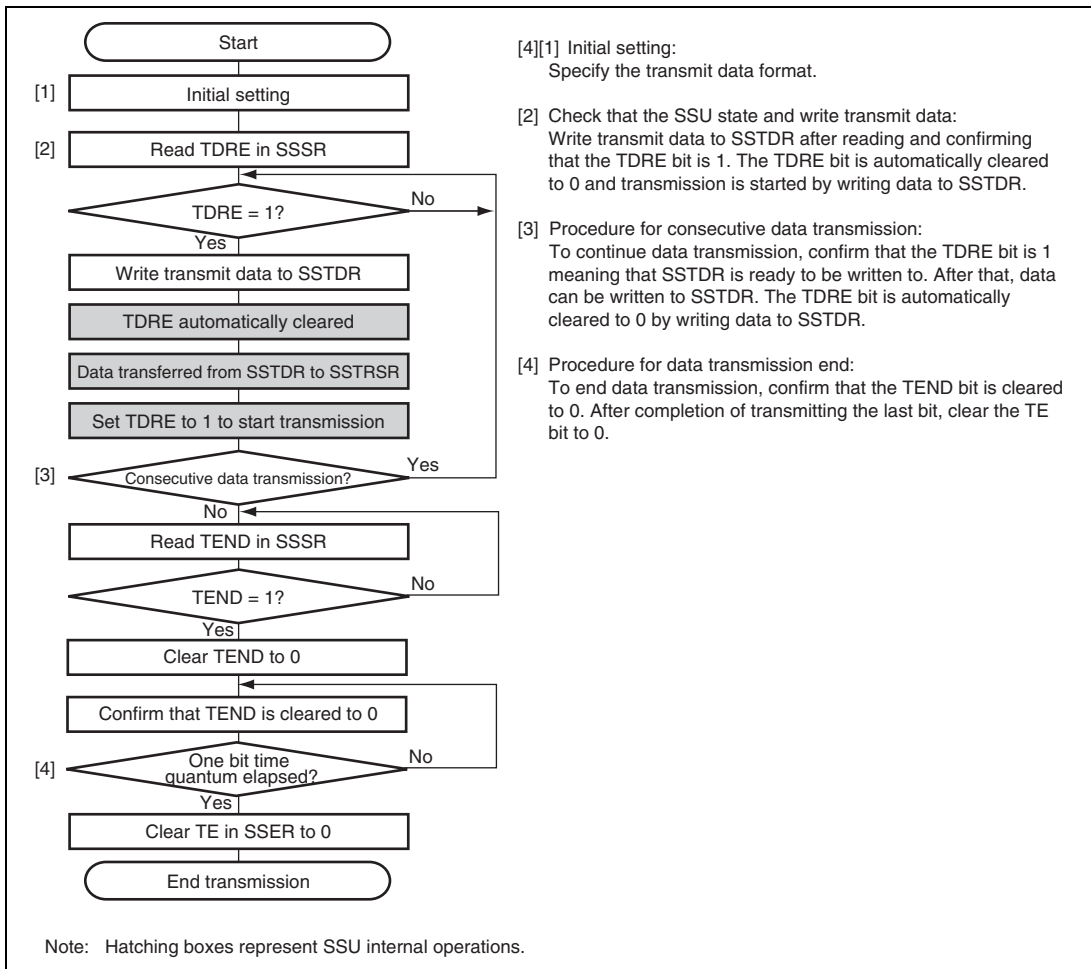 Start
[1] Initial setting
[2] Read TDRE in SSSR
TDRE = 1?
No
Yes
Write transmit data to SSTDR
TDRE automatically cleared
Data transferred from SSTDR to SSTRSR
Set TDRE to 1 to start transmission
[3] Consecutive data transmission?
Yes
No
Read TEND in SSSR
TEND = 1?
No
Yes
Clear TEND to 0
Confirm that TEND is cleared to 0
[4]
One bit time
quantum elapsed?
No
Yes
Clear TE in SSER to 0
End transmission
[4][1] Initial setting:
Specify the transmit data format.
[2] Check that the SSU state and write transmit data:
Write transmit data to SSTDR after reading and confirming
that the TDRE bit is 1. The TDRE bit is automatically cleared
to 0 and transmission is started by writing data to SSTDR.
[3] Procedure for consecutive data transmission:
To continue data transmission, confirm that the TDRE bit is 1
meaning that SSTDR is ready to be written to. After that, data
can be written to SSTDR. The TDRE bit is automatically
cleared to 0 by writing data to SSTDR.
[4] Procedure for data transmission end:
To end data transmission, confirm that the TEND bit is cleared
to 0. After completion of transmitting the last bit, clear the TE
bit to 0.
Note: Hatching boxes represent SSU internal operations.